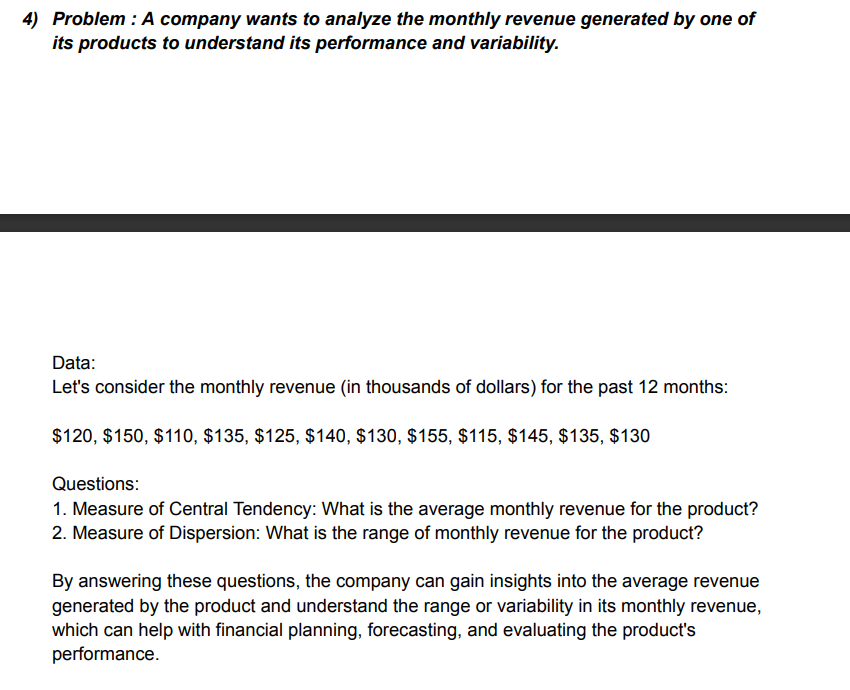 4) Problem : A company wants to analyze the monthly revenue generated by one of
its products to understand its performance and variability.
Data:
Let's consider the monthly revenue (in thousands of dollars) for the past 12 months:
$120, $150, $110, $135, $125, $140, $130, $155, $115, $145, $135, $130
Questions:
1. Measure of Central Tendency: What is the average monthly revenue for the product?
2. Measure of Dispersion: What is the range of monthly revenue for the product?
By answering these questions, the company can gain insights into the average revenue
generated by the product and understand the range or variability in its monthly revenue,
which can help with financial planning, forecasting, and evaluating the product's
performance.